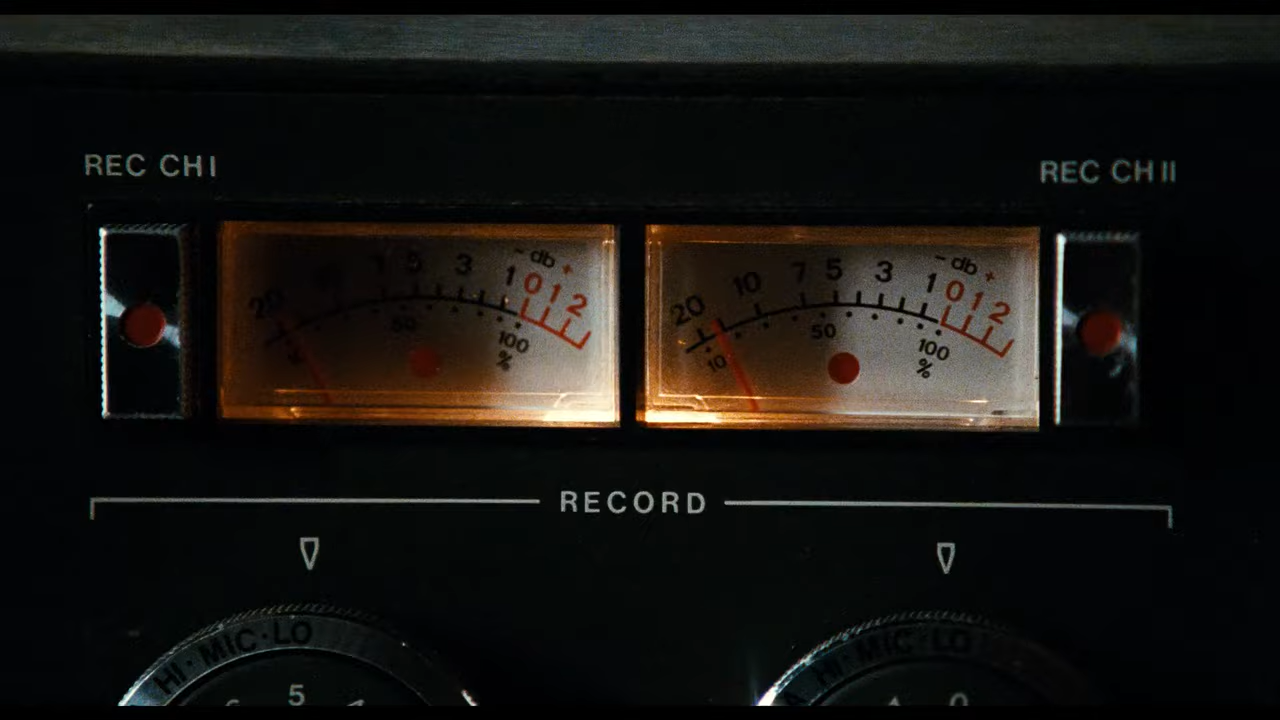 REC CH I
REC CH II
- db +
20 5 3 1 0 1 2
50 100
%
- db +
20 10 7 5 3 1 0 1 2
10 50 100
%
RECORD
HI · MIC · LO
HI · MIC · LO
5